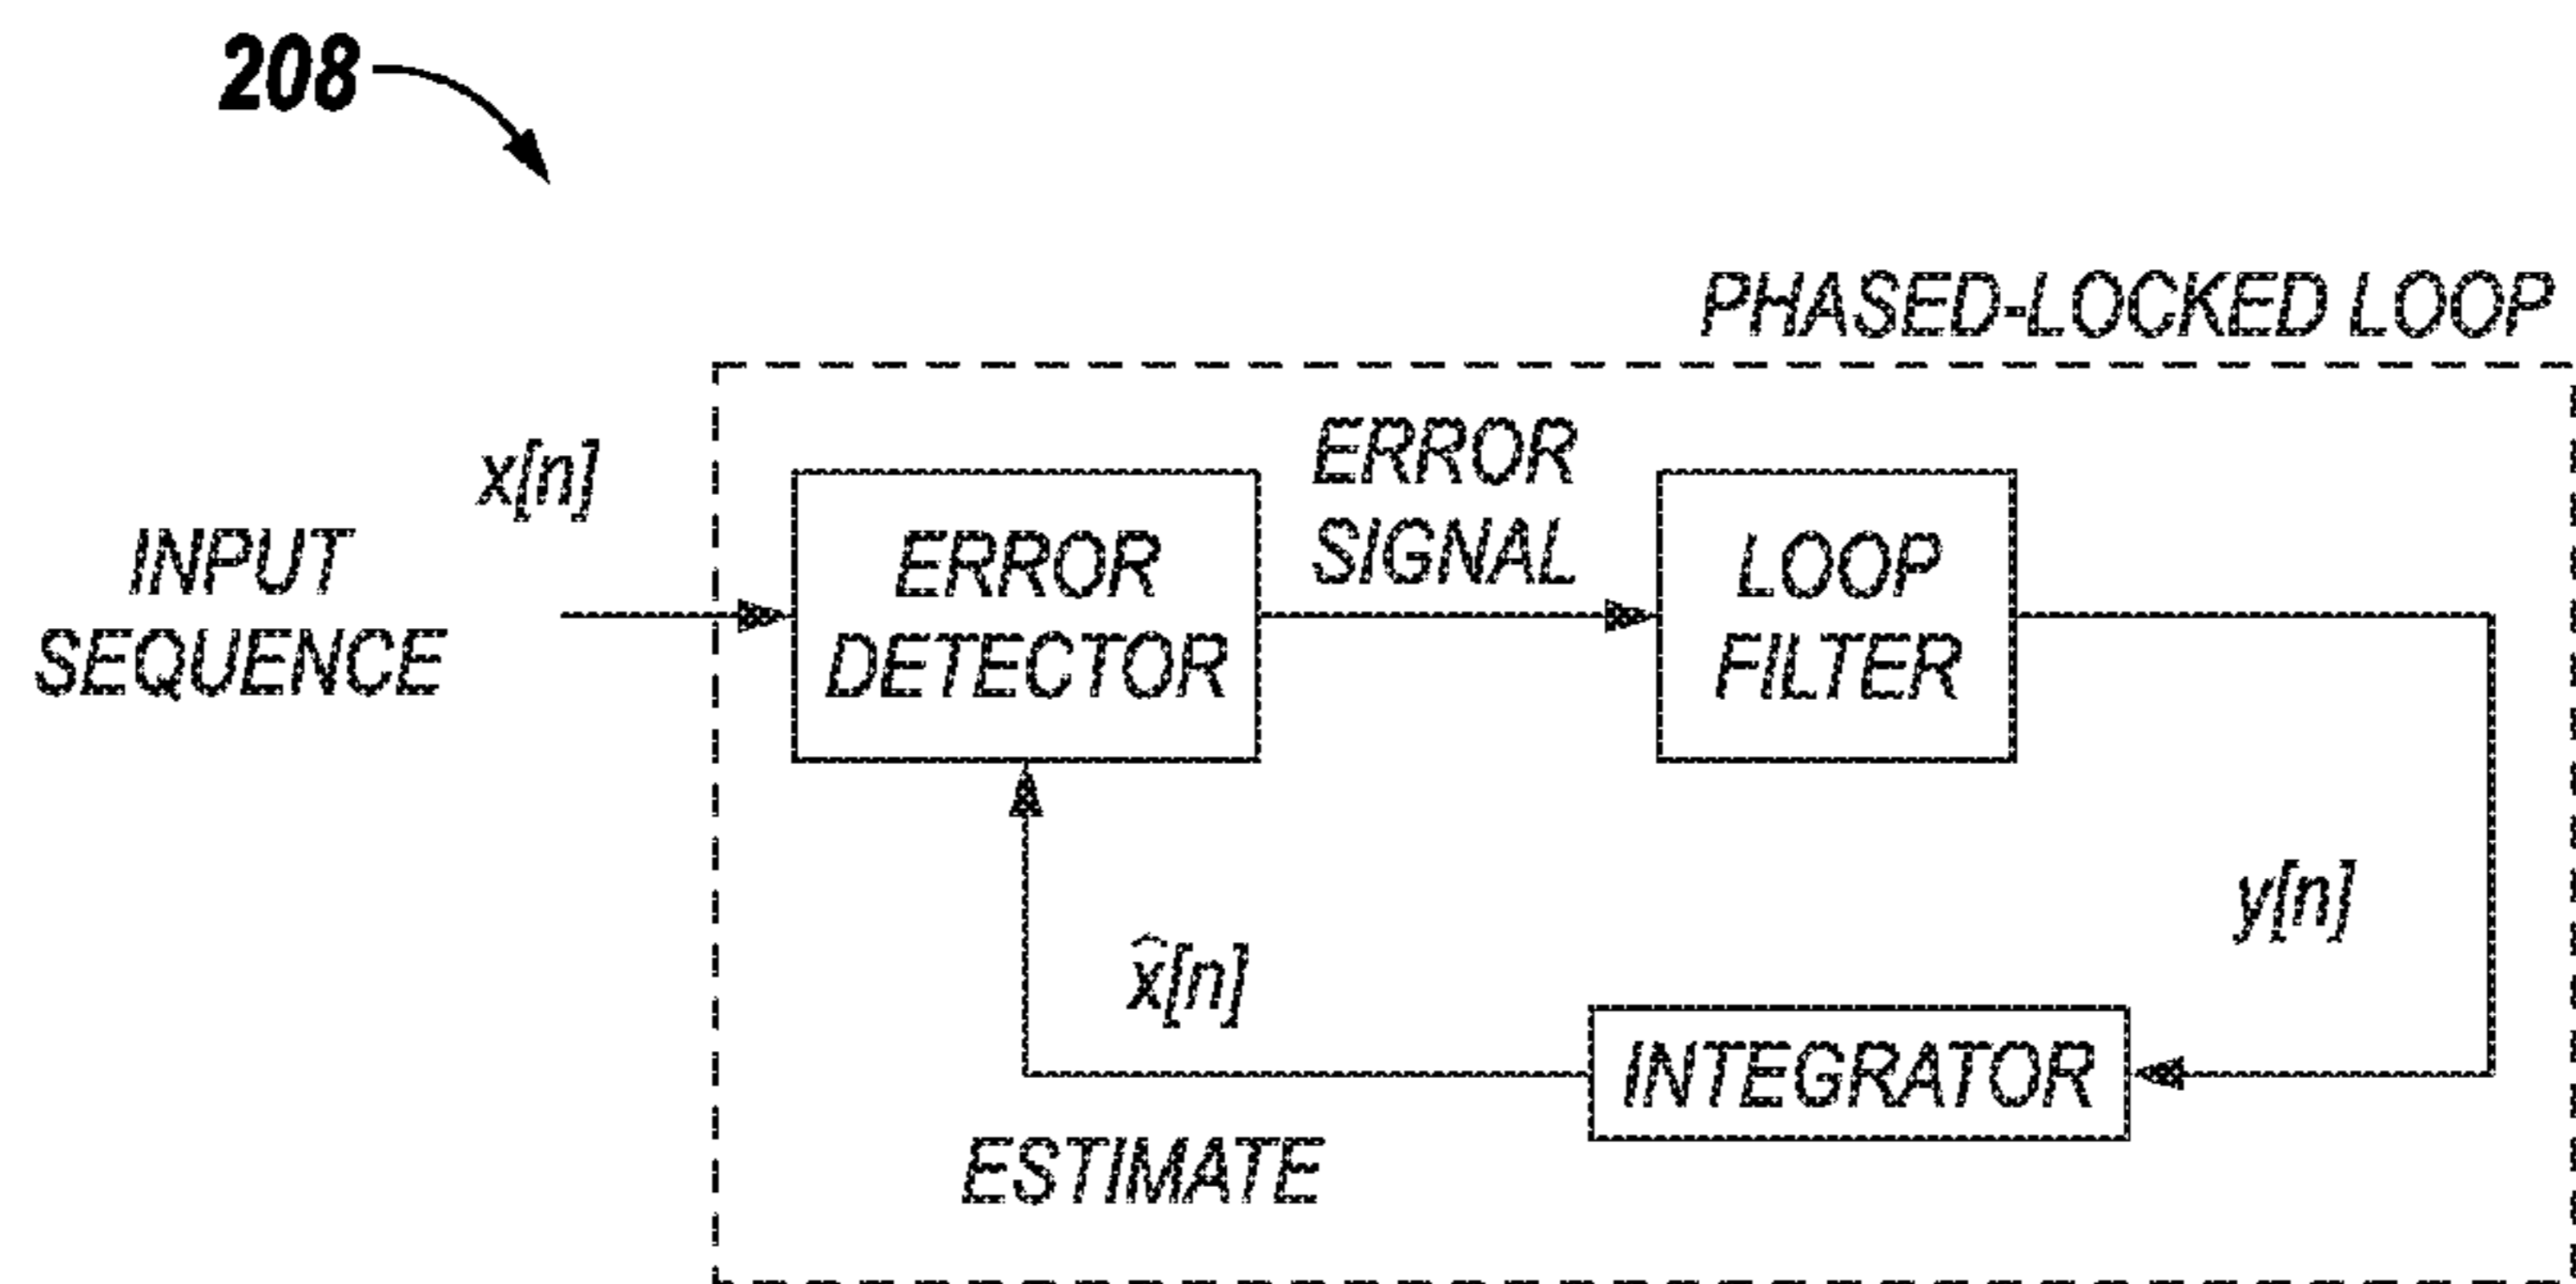 208
PHASED-LOCKED LOOP
x[n]
INPUT
SEQUENCE
ERROR
DETECTOR
ERROR
SIGNAL
LOOP
FILTER
y[n]
x̂[n]
INTEGRATOR
ESTIMATE